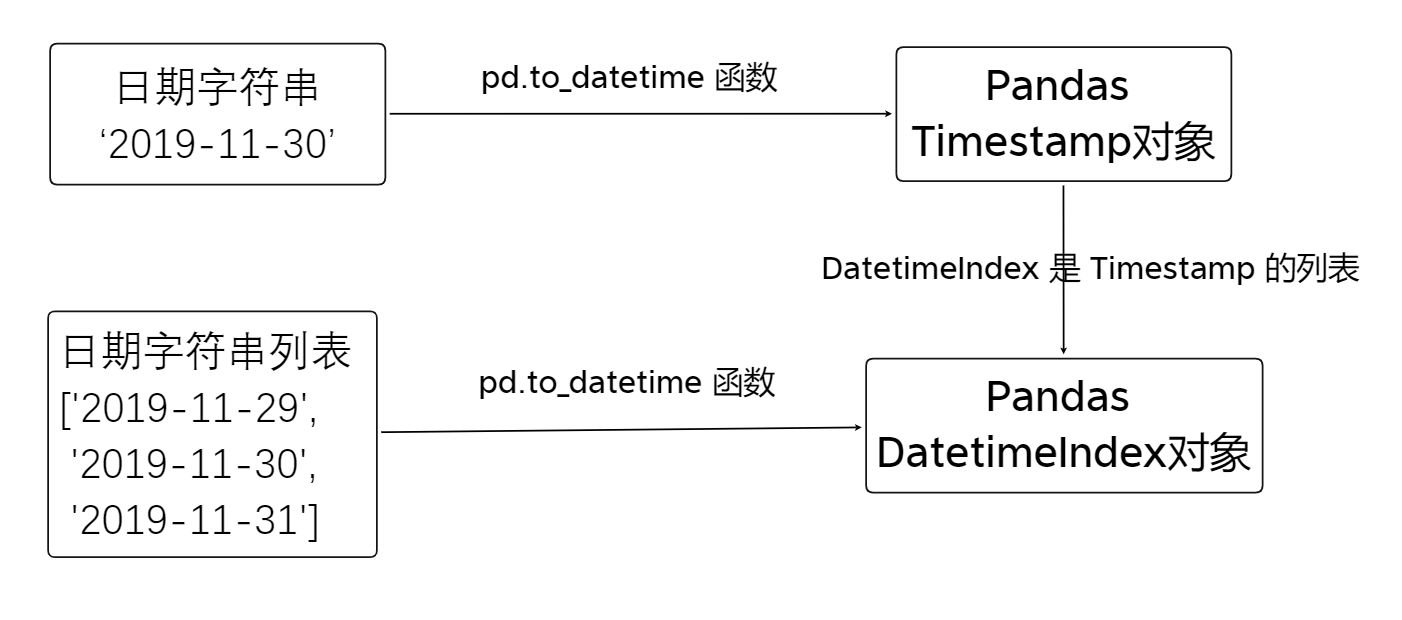 日期字符串
‘2019-11-30’
pd.to_datetime 函数
Pandas
Timestamp对象
DatetimeIndex 是 Timestamp 的列表
日期字符串列表
['2019-11-29',
'2019-11-30',
'2019-11-31']
pd.to_datetime 函数
Pandas
DatetimeIndex对象